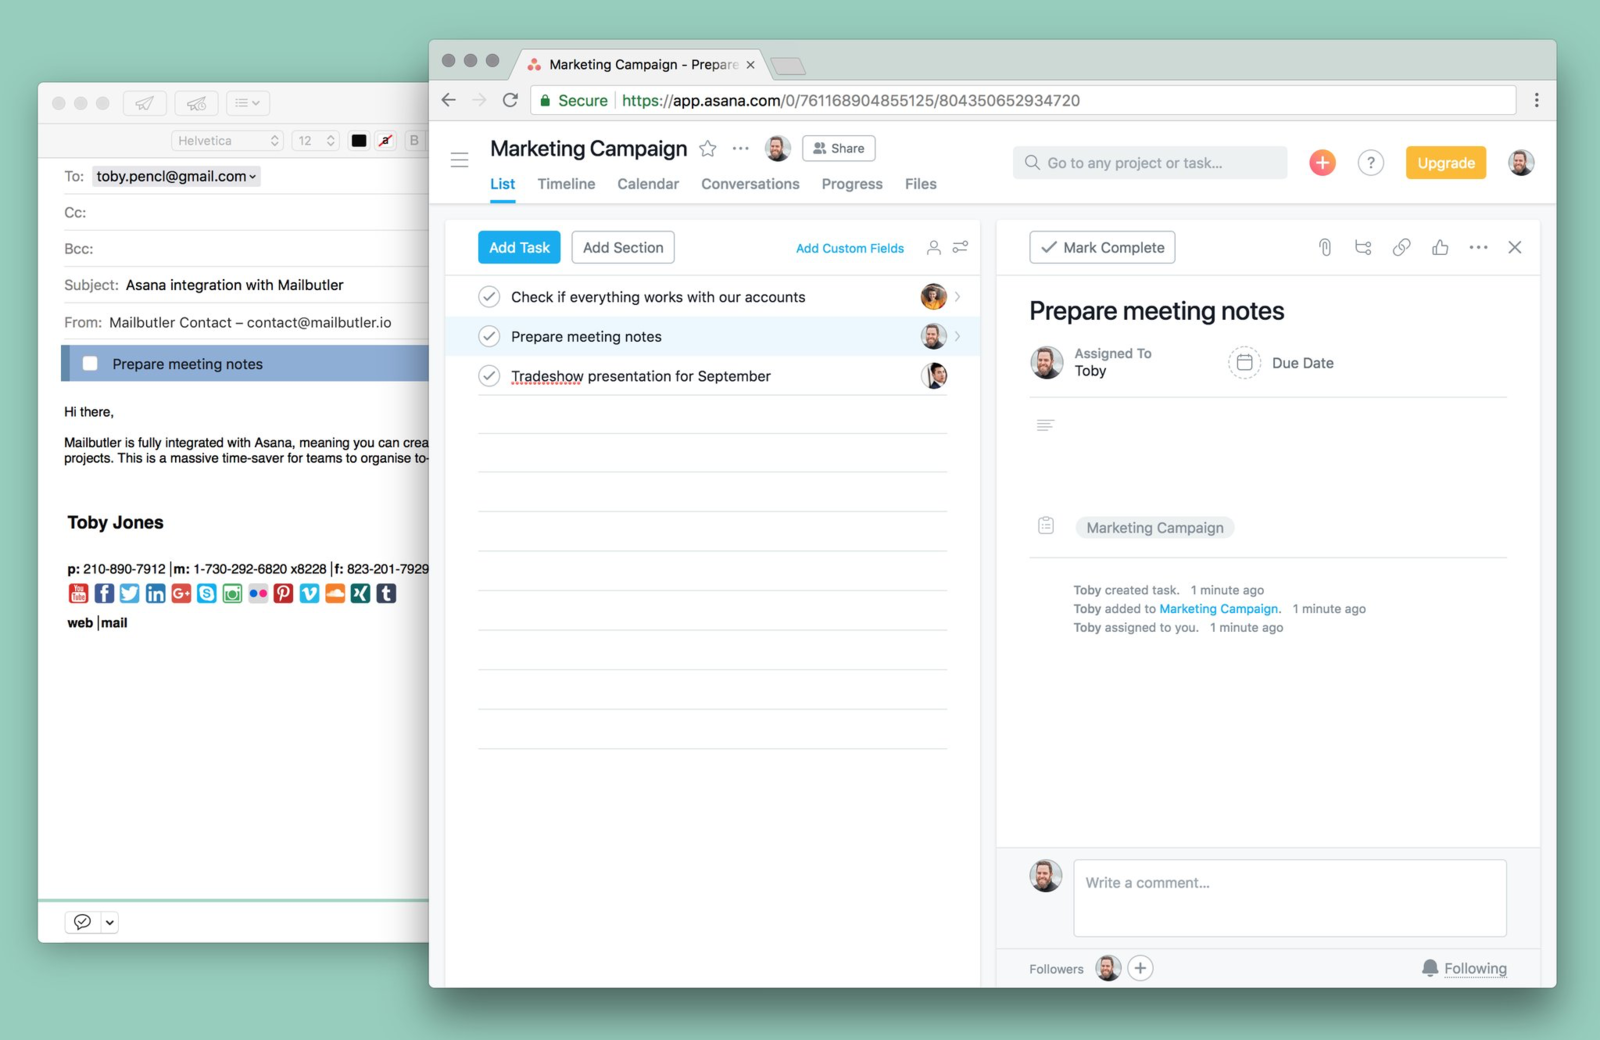 Helvetica
12
a
B
To: toby.pencl@gmail.com
Cc:
Bcc:
Subject: Asana integration with Mailbutler
From: Mailbutler Contact – contact@mailbutler.io
Prepare meeting notes
Hi there,
Mailbutler is fully integrated with Asana, meaning you can crea
projects. This is a massive time-saver for teams to organise to-
Toby Jones
p: 210-890-7912 | m: 1-730-292-6820 x8228 | f: 823-201-7929
web | mail
Marketing Campaign - Prepare
Secure https://app.asana.com/0/761168904855125/804350652934720
Marketing Campaign
Share
Go to any project or task...
+
?
Upgrade
List Timeline Calendar Conversations Progress Files
Add Task Add Section Add Custom Fields
Check if everything works with our accounts
Prepare meeting notes
Tradeshow presentation for September
Mark Complete
Prepare meeting notes
Assigned To
Toby
Due Date
Marketing Campaign
Toby created task. 1 minute ago
Toby added to Marketing Campaign. 1 minute ago
Toby assigned to you. 1 minute ago
Write a comment...
Followers
Following